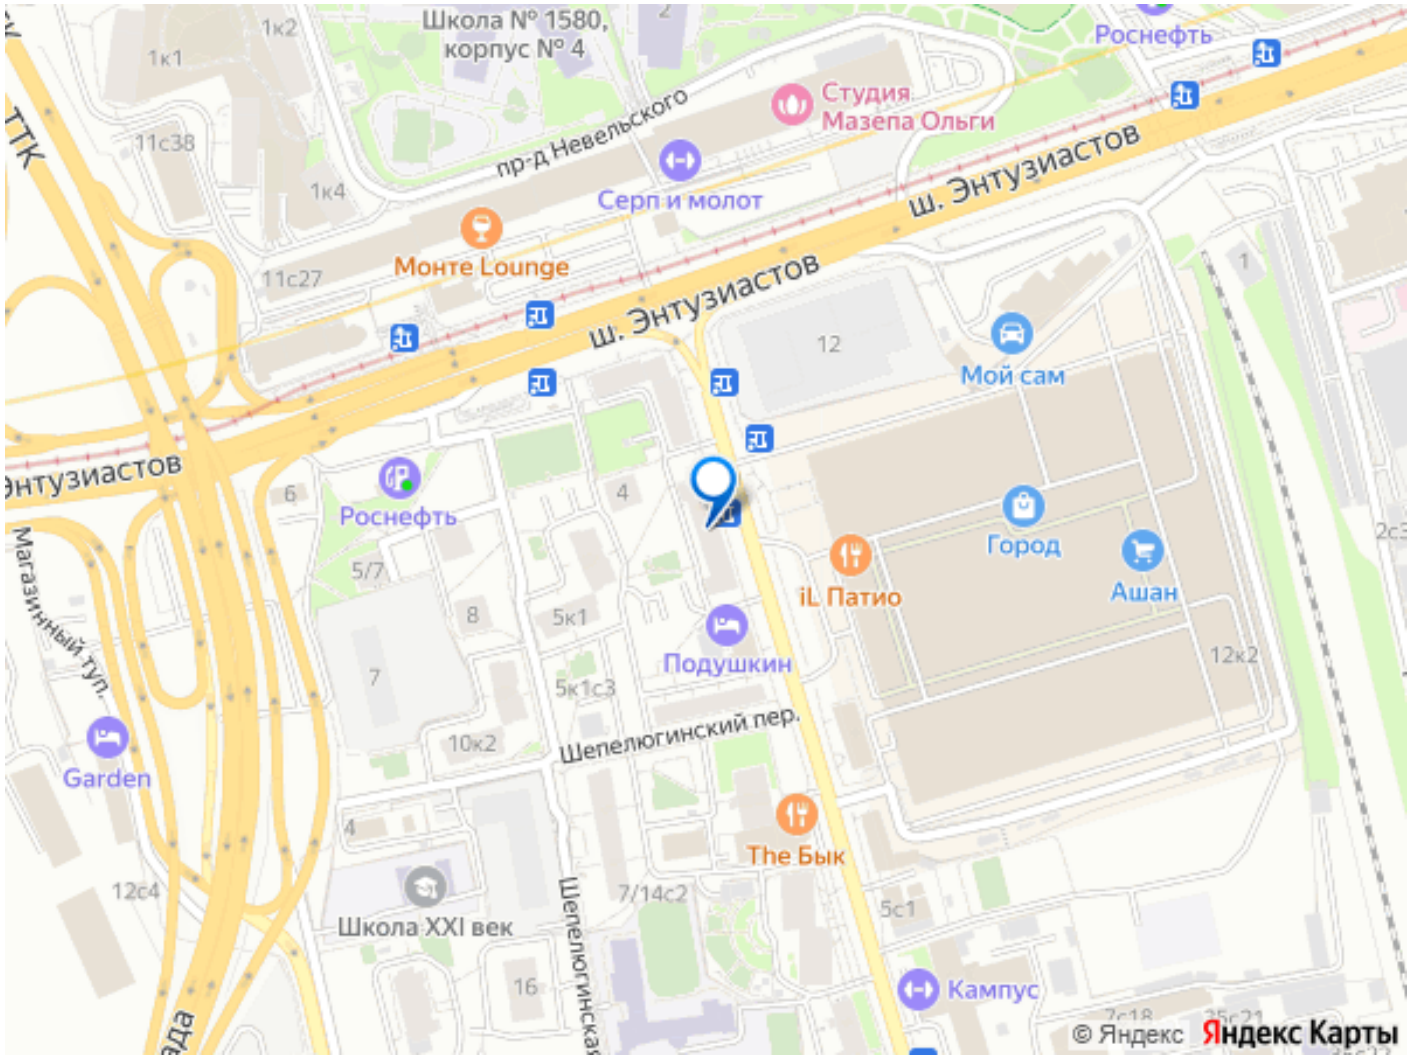 Школа № 1580,
корпус № 4
2
Роснефть
1к2
1к1
ТТК
11с38
1к4
пр-д Невельского
Студия
Мазепа Ольги
Серп и молот
ш. Энтузиастов
Монте Lounge
11с27
ш. Энтузиастов
12
1
Мой сам
Энтузиастов
6
Роснефть
4
Город
Ашан
iL Патио
5/7
8
5к1
Подушкин
7
5к1с3
12к2
Магазинный туп.
Шепелюгинский пер.
10к2
Garden
4
The Бык
12с4
Школа XXI век
7/14с2
5с1
Шепелюгинская
16
Кампус
7с18
35с21
© Яндекс Яндекс Карты